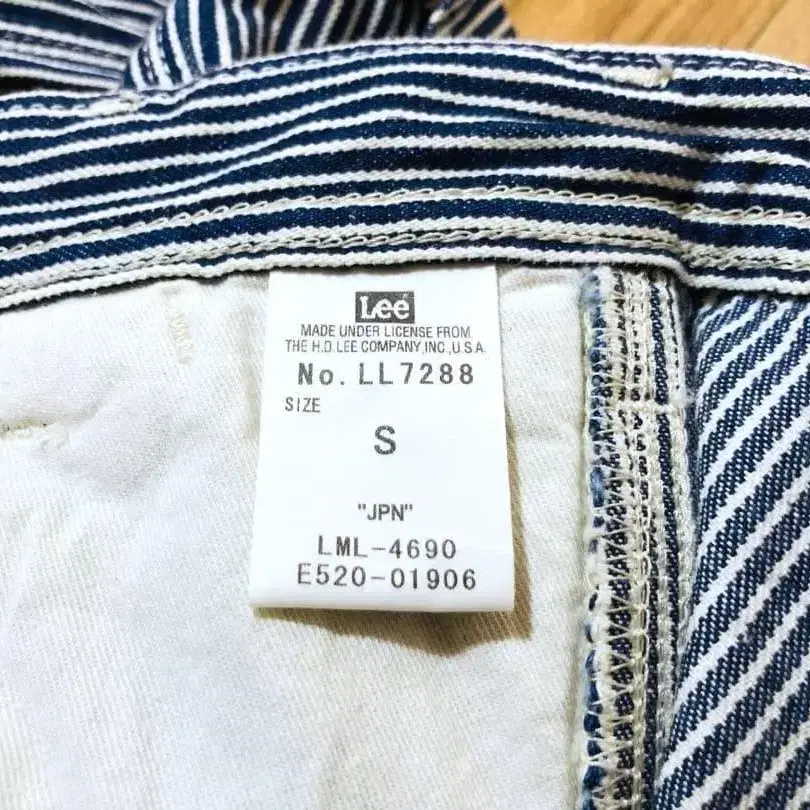 Lee
MADE UNDER LICENSE FROM
THE H.D.LEE COMPANY,INC.,U.S.A
No. LL7288
SIZE
S
"JPN"
LML-4690
E520-01906